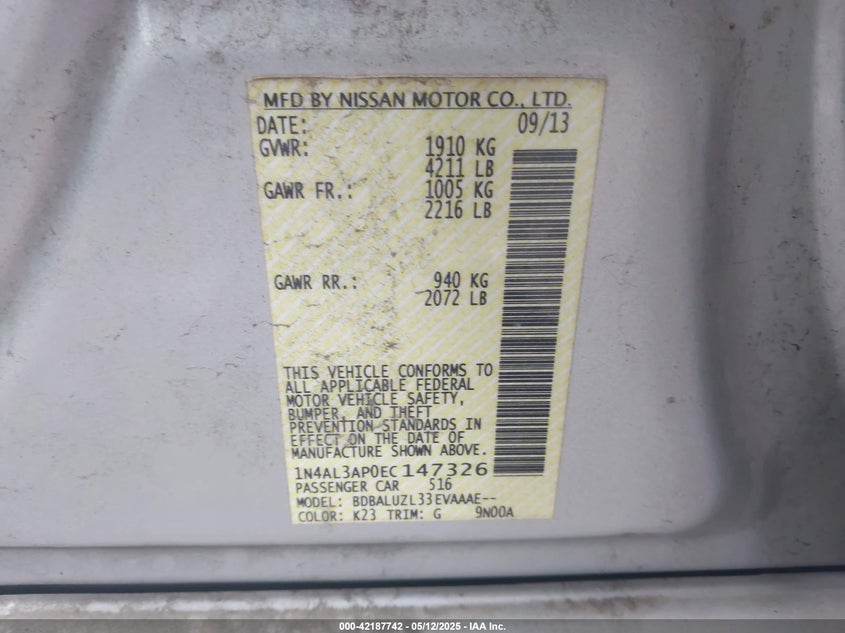 MFD BY NISSAN MOTOR CO., LTD.
DATE: 09/13
GVWR: 1910 KG
4211 LB
GAWR FR.: 1005 KG
2216 LB
GAWR RR.: 940 KG
2072 LB
THIS VEHICLE CONFORMS TO
ALL APPLICABLE FEDERAL
MOTOR VEHICLE SAFETY,
BUMPER, AND THEFT
PREVENTION STANDARDS IN
EFFECT ON THE DATE OF
MANUFACTURE SHOWN ABOVE.
1N4AL3AP0EC147326
PASSENGER CAR 516
MODEL: BDBALUZL33EVAAAE--
COLOR: K23 TRIM: G 9N00A
000-42187742 - 05/12/2025 - IAA Inc.